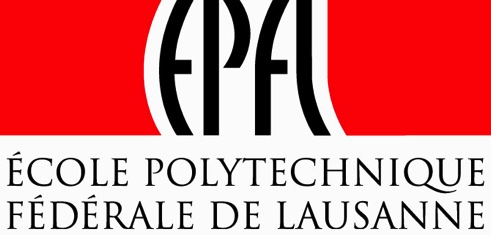 EPFL
ÉCOLE POLYTECHNIQUE
FÉDÉRALE DE LAUSANNE